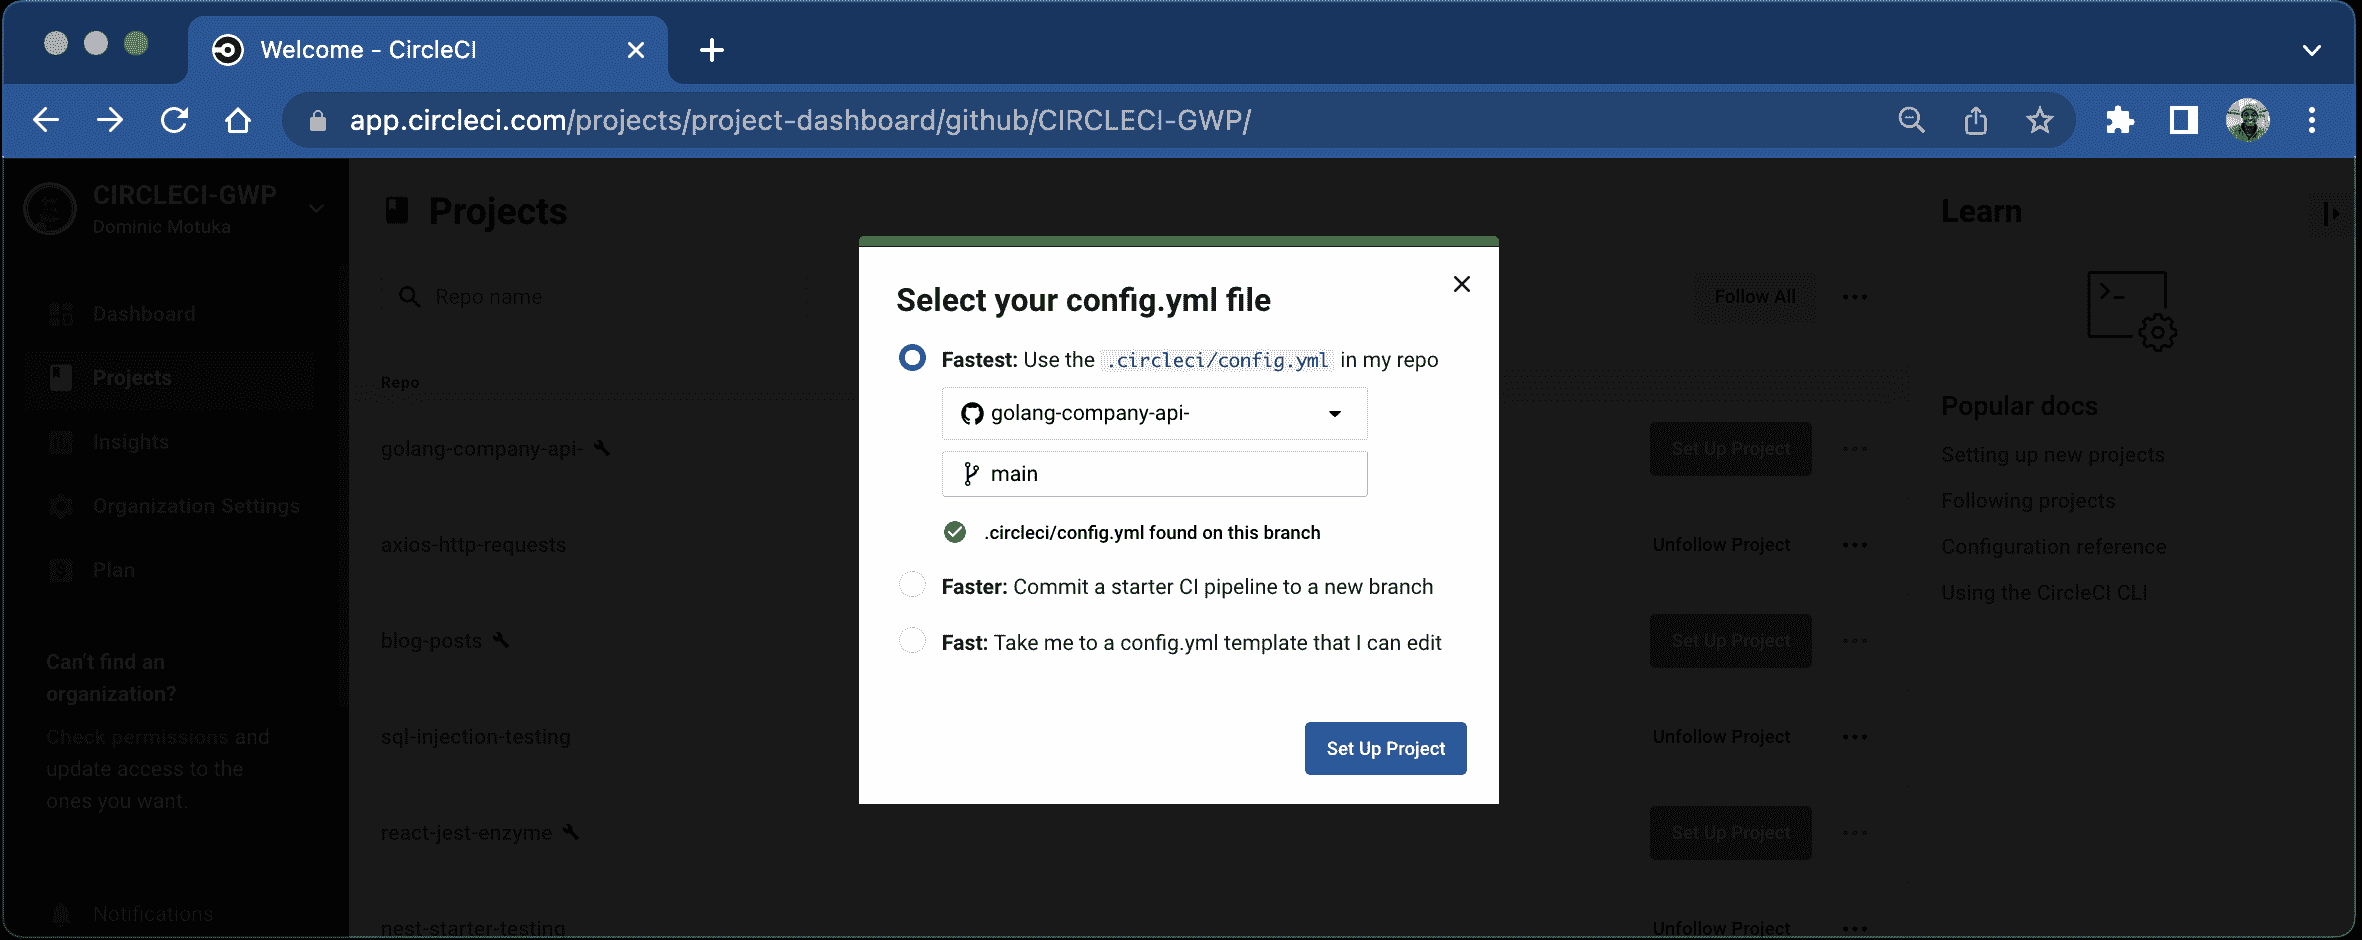 Welcome - CircleCI
app.circleci.com/projects/project-dashboard/github/CIRCLECI-GWP/
CIRCLECI-GWP
Dominic Motuka
Dashboard
Projects
Insights
Organization Settings
Plan
Can't find an
organization?
Check permissions and
update access to the
ones you want.
Notifications
Projects
Repo name
Follow All
Repo
golang-company-api-
Set Up Project
axios-http-requests
Unfollow Project
blog-posts
Set Up Project
sql-injection-testing
Unfollow Project
react-jest-enzyme
Set Up Project
nest-starter-testing
Unfollow Project
Select your config.yml file
Fastest: Use the .circleci/config.yml in my repo
golang-company-api-
main
.circleci/config.yml found on this branch
Faster: Commit a starter CI pipeline to a new branch
Fast: Take me to a config.yml template that I can edit
Set Up Project
Learn
Popular docs
Setting up new projects
Following projects
Configuration reference
Using the CircleCI CLI